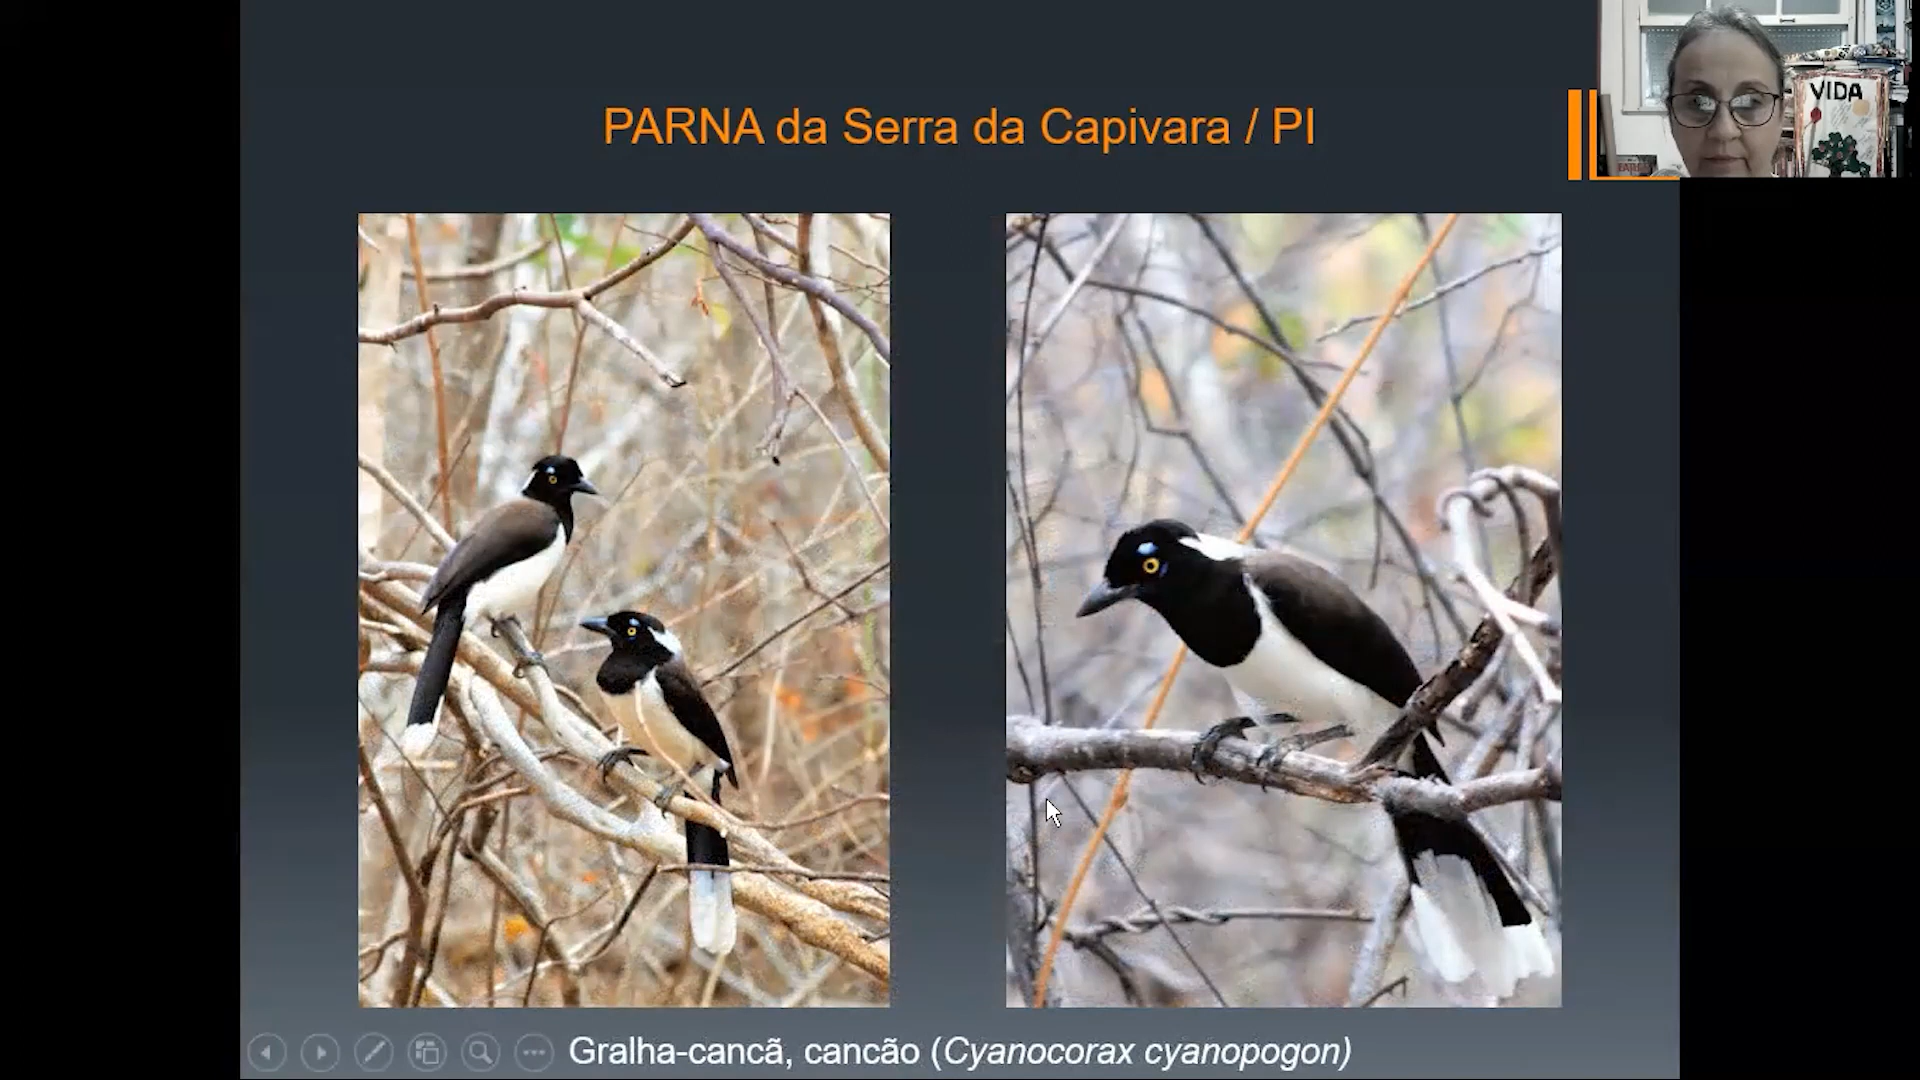 PARNA da Serra da Capivara / PI
VIDA
Gralha-cancã, cancão (Cyanocorax cyanopogon)